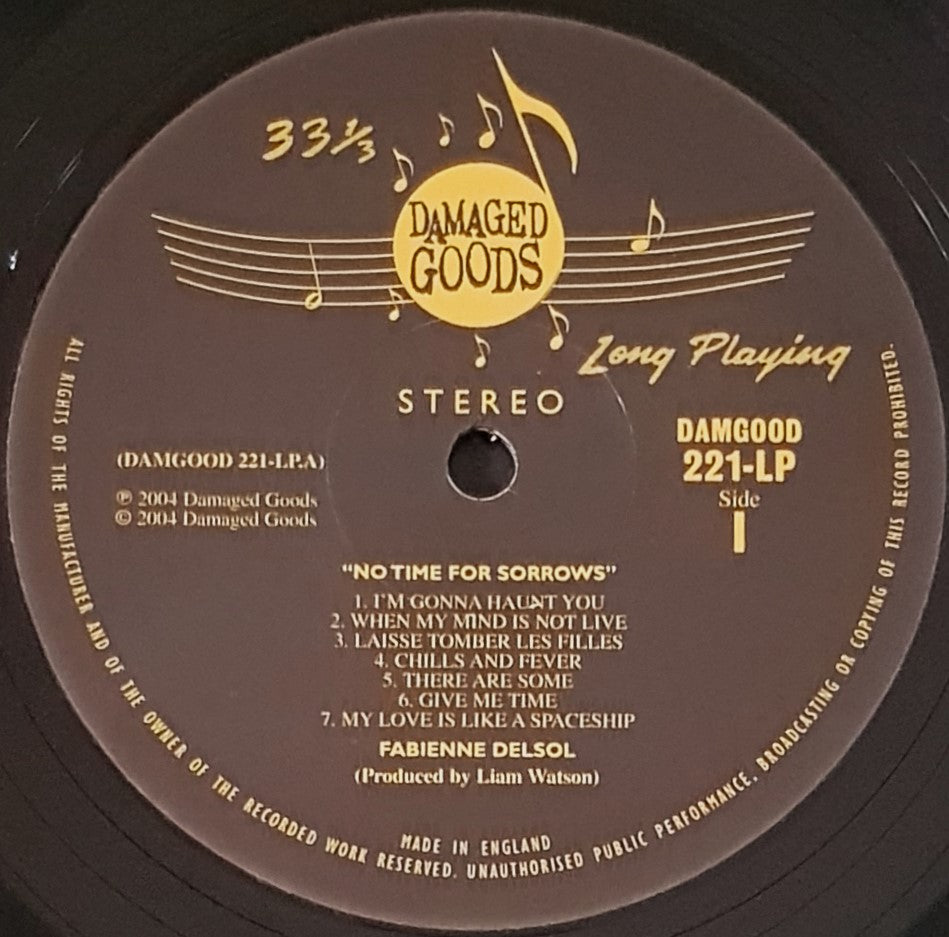 33⅓
DAMAGED
GOODS
Long Playing
STEREO
DAMGOOD
221-LP
Side
1
(DAMGOOD 221-LP.A)
℗ 2004 Damaged Goods
© 2004 Damaged Goods
"NO TIME FOR SORROWS"
1. I'M GONNA HAUNT YOU
2. WHEN MY MIND IS NOT LIVE
3. LAISSE TOMBER LES FILLES
4. CHILLS AND FEVER
5. THERE ARE SOME
6. GIVE ME TIME
7. MY LOVE IS LIKE A SPACESHIP
FABIENNE DELSOL
(Produced by Liam Watson)
MADE IN ENGLAND
ALL RIGHTS OF THE MANUFACTURER AND OF THE OWNER OF THE RECORDED WORK RESERVED. UNAUTHORISED PUBLIC PERFORMANCE, BROADCASTING OR COPYING OF THIS RECORD PROHIBITED.